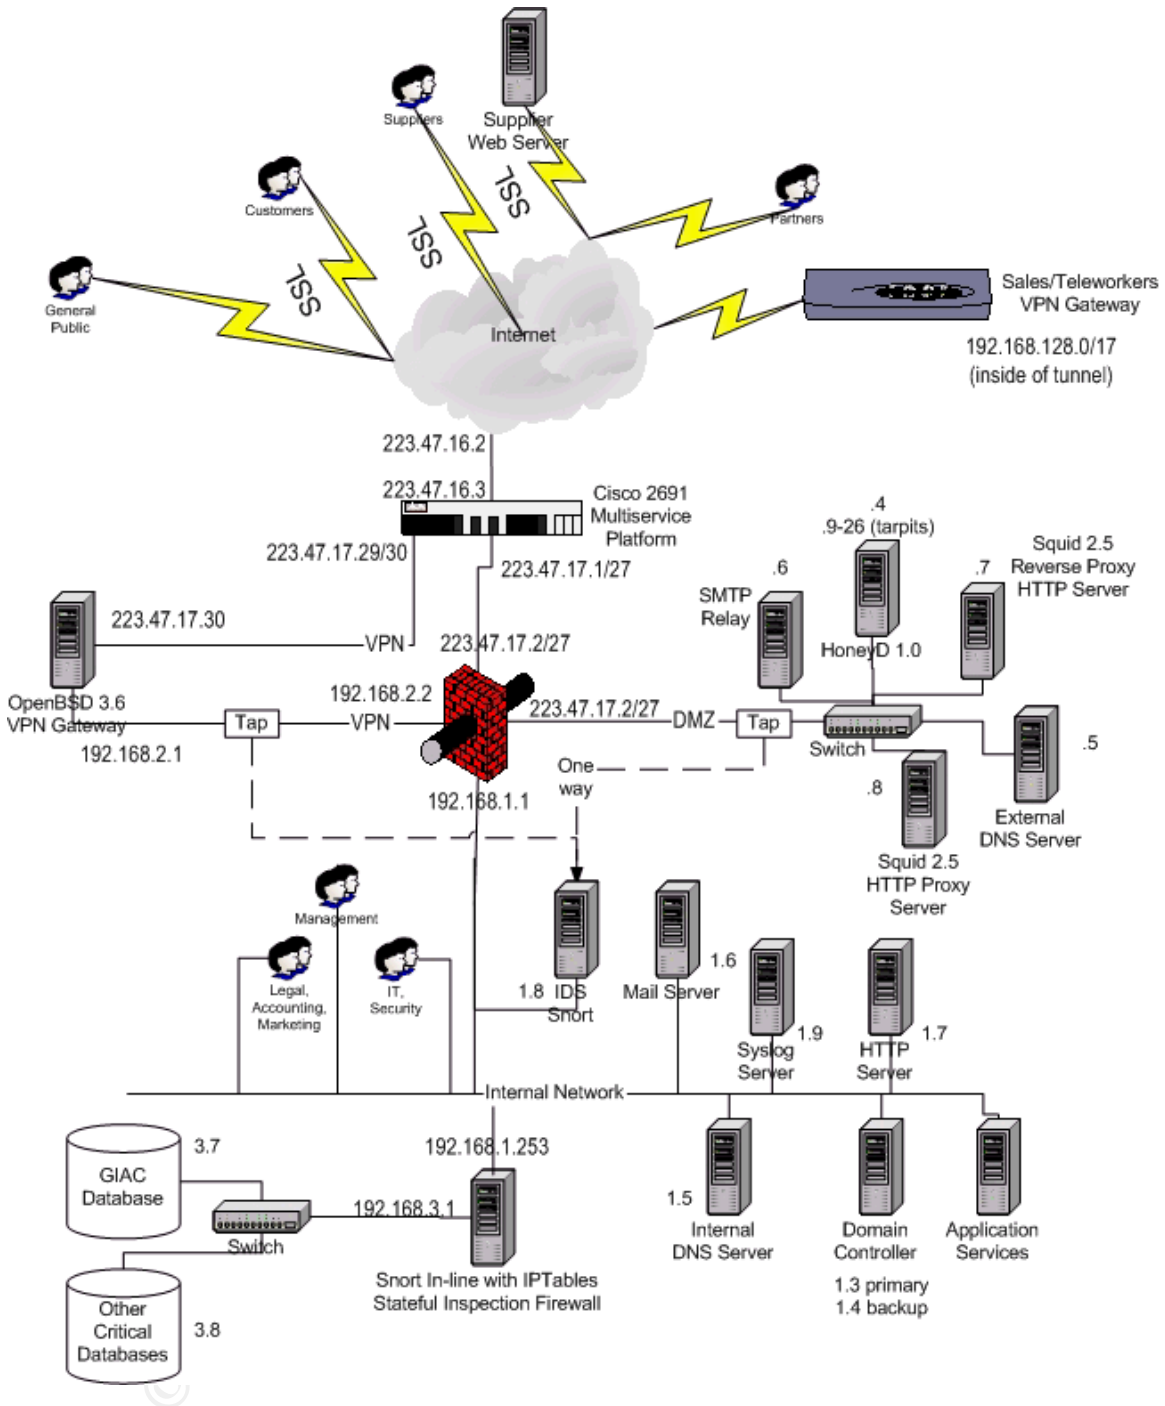 Suppliers
Supplier
Web Server
Customers
SSL
SSL
SSL
Partners
General
Public
Internet
Sales/Teleworkers
VPN Gateway
192.168.128.0/17
(inside of tunnel)
223.47.16.2
223.47.16.3
Cisco 2691
Multiservice
Platform
223.47.17.29/30
223.47.17.1/27
.4
.9-26 (tarpits)
Squid 2.5
Reverse Proxy
HTTP Server
.6
.7
SMTP
Relay
HoneyD 1.0
223.47.17.30
VPN
223.47.17.2/27
OpenBSD 3.6
VPN Gateway
192.168.2.2
Tap
VPN
223.47.17.2/27
DMZ
Tap
Switch
192.168.2.1
.5
One
way
.8
External
DNS Server
192.168.1.1
Squid 2.5
HTTP Proxy
Server
Management
Legal,
Accounting,
Marketing
IT,
Security
1.8
IDS
Snort
Mail Server
1.6
Syslog
Server
1.9
HTTP
Server
1.7
Internal Network
GIAC
Database
3.7
192.168.1.253
192.168.3.1
Switch
1.5
Internal
DNS Server
Domain
Controller
1.3 primary
1.4 backup
Application
Services
Snort In-line with IPTables
Stateful Inspection Firewall
Other
Critical
Databases
3.8
©